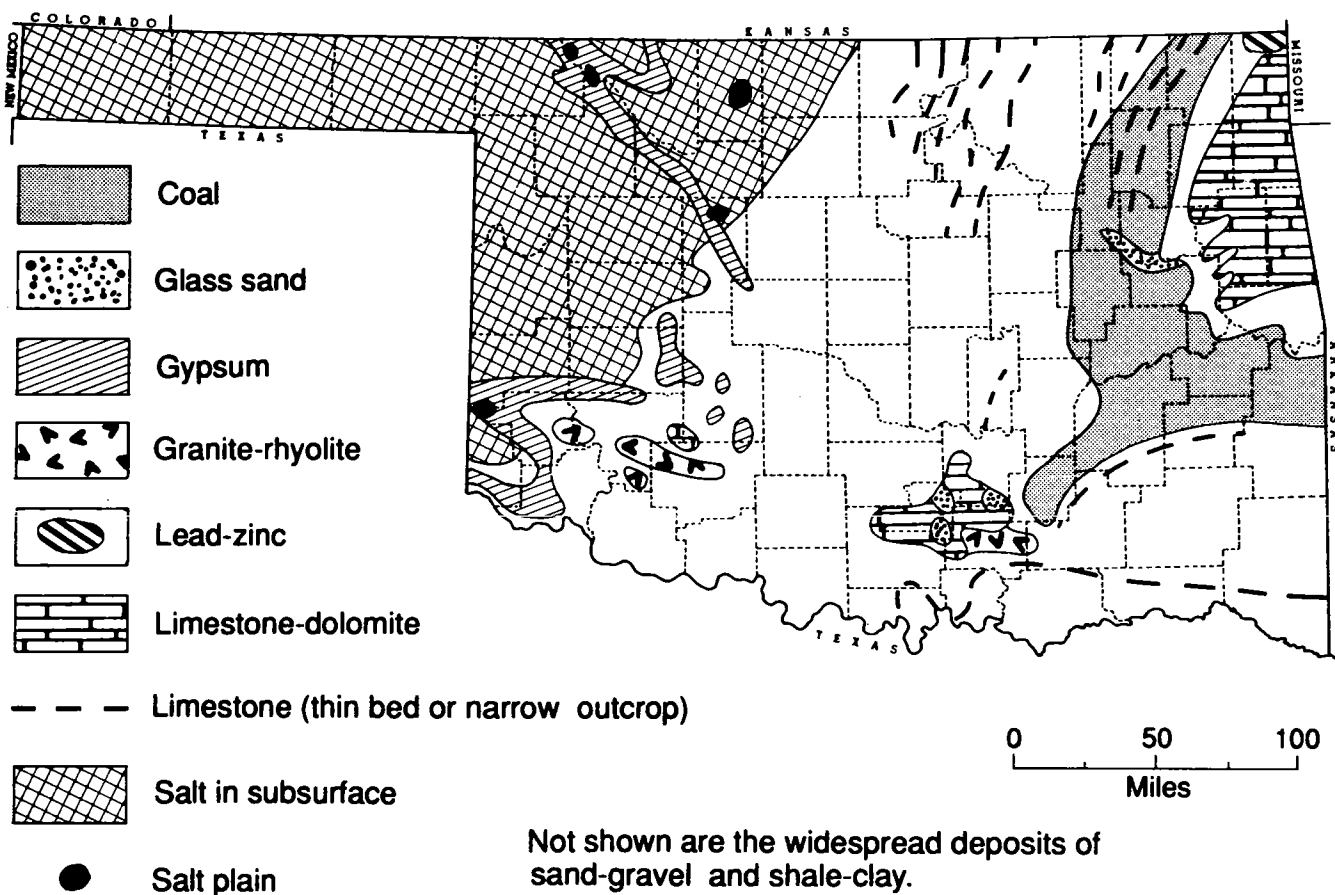 COLORADO
KANSAS
NEW MEXICO
MISSOURI
TEXAS
ARKANSAS
TEXAS
Coal
Glass sand
Gypsum
Granite-rhyolite
Lead-zinc
Limestone-dolomite
Limestone (thin bed or narrow outcrop)
Salt in subsurface
Salt plain
0 50 100
Miles
Not shown are the widespread deposits of
sand-gravel and shale-clay.